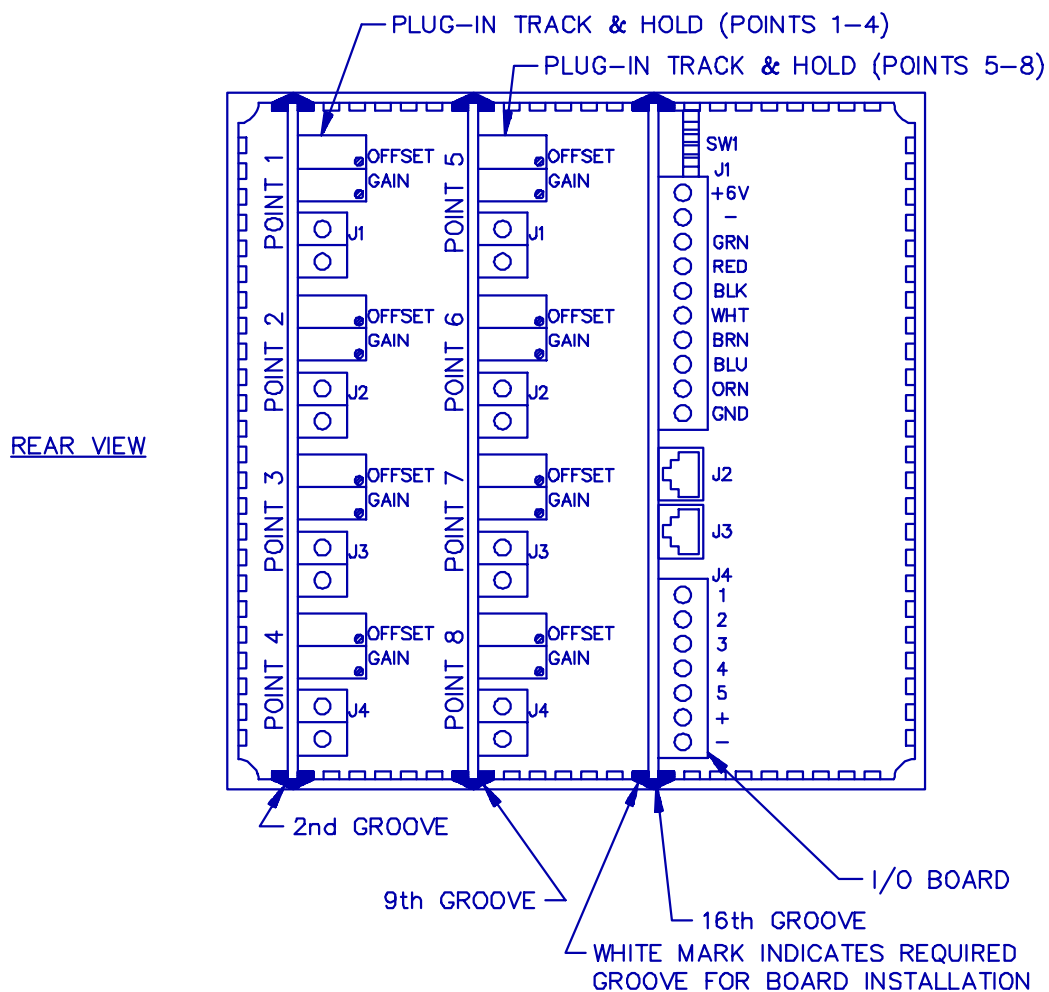 PLUG-IN TRACK & HOLD (POINTS 1-4)
PLUG-IN TRACK & HOLD (POINTS 5-8)
POINT 1
OFFSET
GAIN
J1
POINT 2
OFFSET
GAIN
J2
POINT 3
OFFSET
GAIN
J3
POINT 4
OFFSET
GAIN
J4
POINT 5
OFFSET
GAIN
J1
POINT 6
OFFSET
GAIN
J2
POINT 7
OFFSET
GAIN
J3
POINT 8
OFFSET
GAIN
J4
SW1
J1
+6V
-
GRN
RED
BLK
WHT
BRN
BLU
ORN
GND
J2
J3
J4
1
2
3
4
5
+
-
REAR VIEW
2nd GROOVE
9th GROOVE
I/O BOARD
16th GROOVE
WHITE MARK INDICATES REQUIRED
GROOVE FOR BOARD INSTALLATION